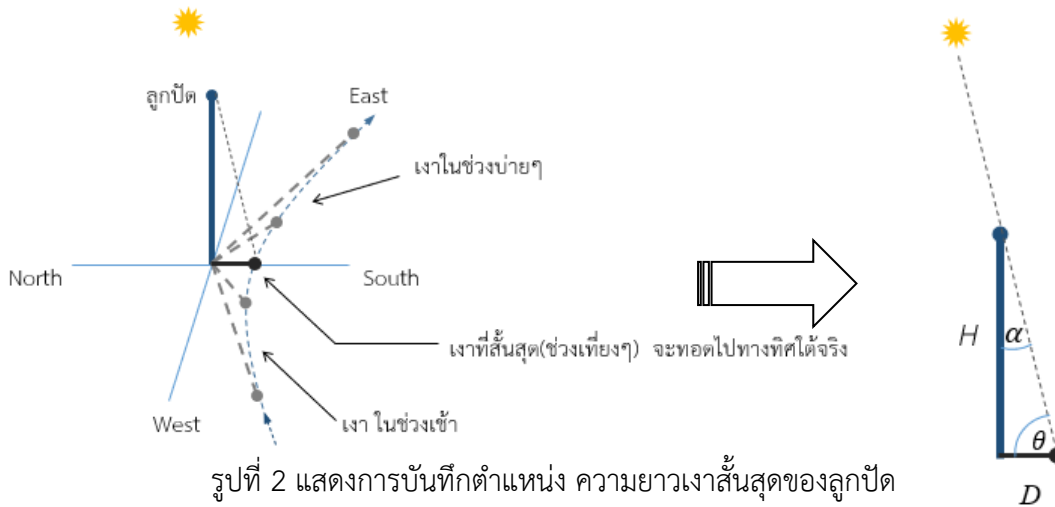 ลูกปัด
East
เงาในช่วงบ่ายๆ
North
South
เงาที่สั้นสุด(ช่วงเที่ยงๆ) จะทอดไปทางทิศใต้จริง
West
เงา ในช่วงเช้า
H
α
θ
D
รูปที่ 2 แสดงการบันทึกตำแหน่ง ความยาวเงาสั้นสุดของลูกปัด